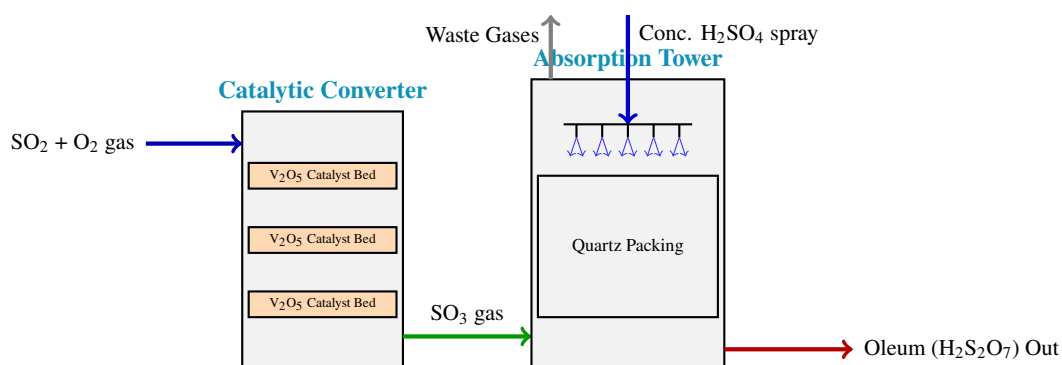 Waste Gases
Conc. H₂SO₄ spray
Absorption Tower
Catalytic Converter
SO₂ + O₂ gas
V₂O₅ Catalyst Bed
V₂O₅ Catalyst Bed
V₂O₅ Catalyst Bed
Quartz Packing
SO₃ gas
Oleum (H₂S₂O₇) Out